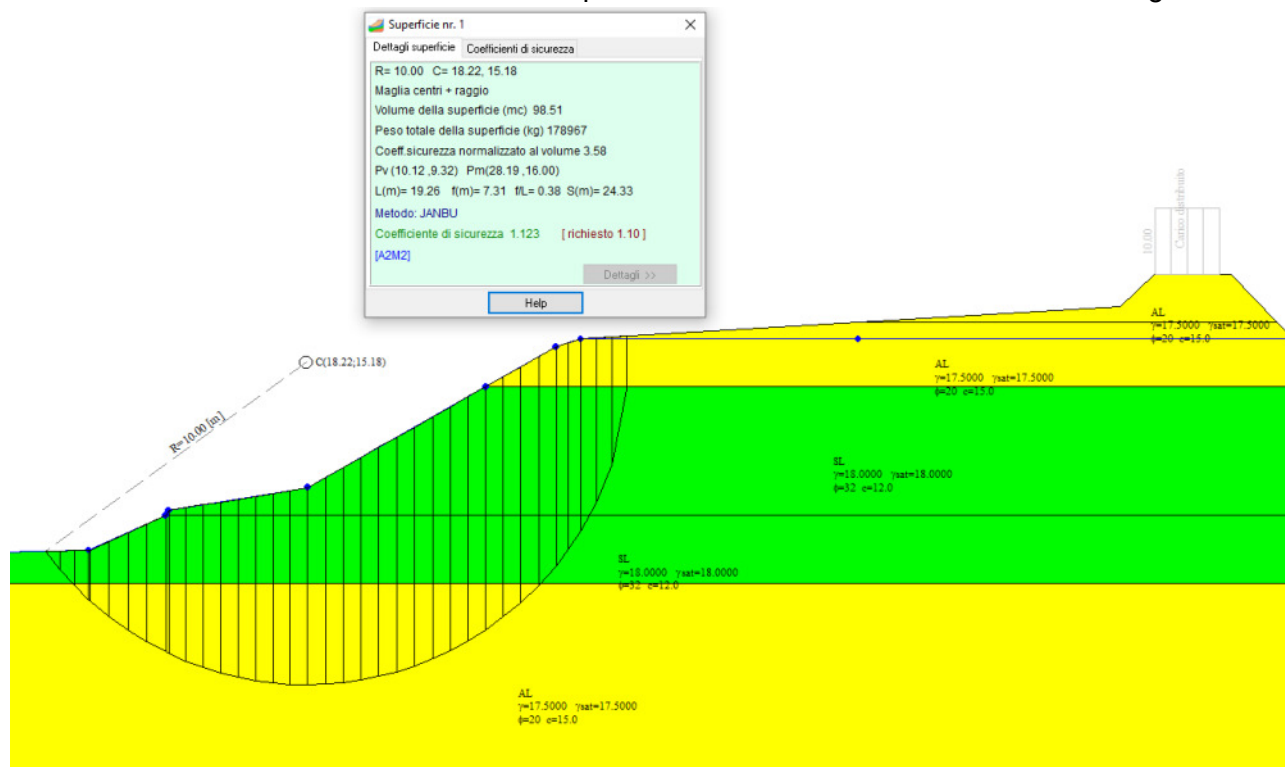 Superficie nr. 1
Dettagli superficie
Coefficienti di sicurezza
R= 10.00 C= 18.22, 15.18
Maglia centri + raggio
Volume della superficie (mc) 98.51
Peso totale della superficie (kg) 178967
Coeff.sicurezza normalizzato al volume 3.58
Pv (10.12 ,9.32) Pm(28.19 ,16.00)
L(m)= 19.26 f(m)= 7.31 f/L= 0.38 S(m)= 24.33
Metodo: JANBU
Coefficiente di sicurezza 1.123 [ richiesto 1.10 ]
[A2M2]
Dettagli >>
Help
10.00
Carico distribuito
C(18.22;15.18)
R=10.00 [m]
AL
γ=17.5000 γsat=17.5000
ϕ=20 c=15.0
AL
γ=17.5000 γsat=17.5000
ϕ=20 c=15.0
SL
γ=18.0000 γsat=18.0000
ϕ=32 c=12.0
SL
γ=18.0000 γsat=18.0000
ϕ=32 c=12.0
AL
γ=17.5000 γsat=17.5000
ϕ=20 c=15.0